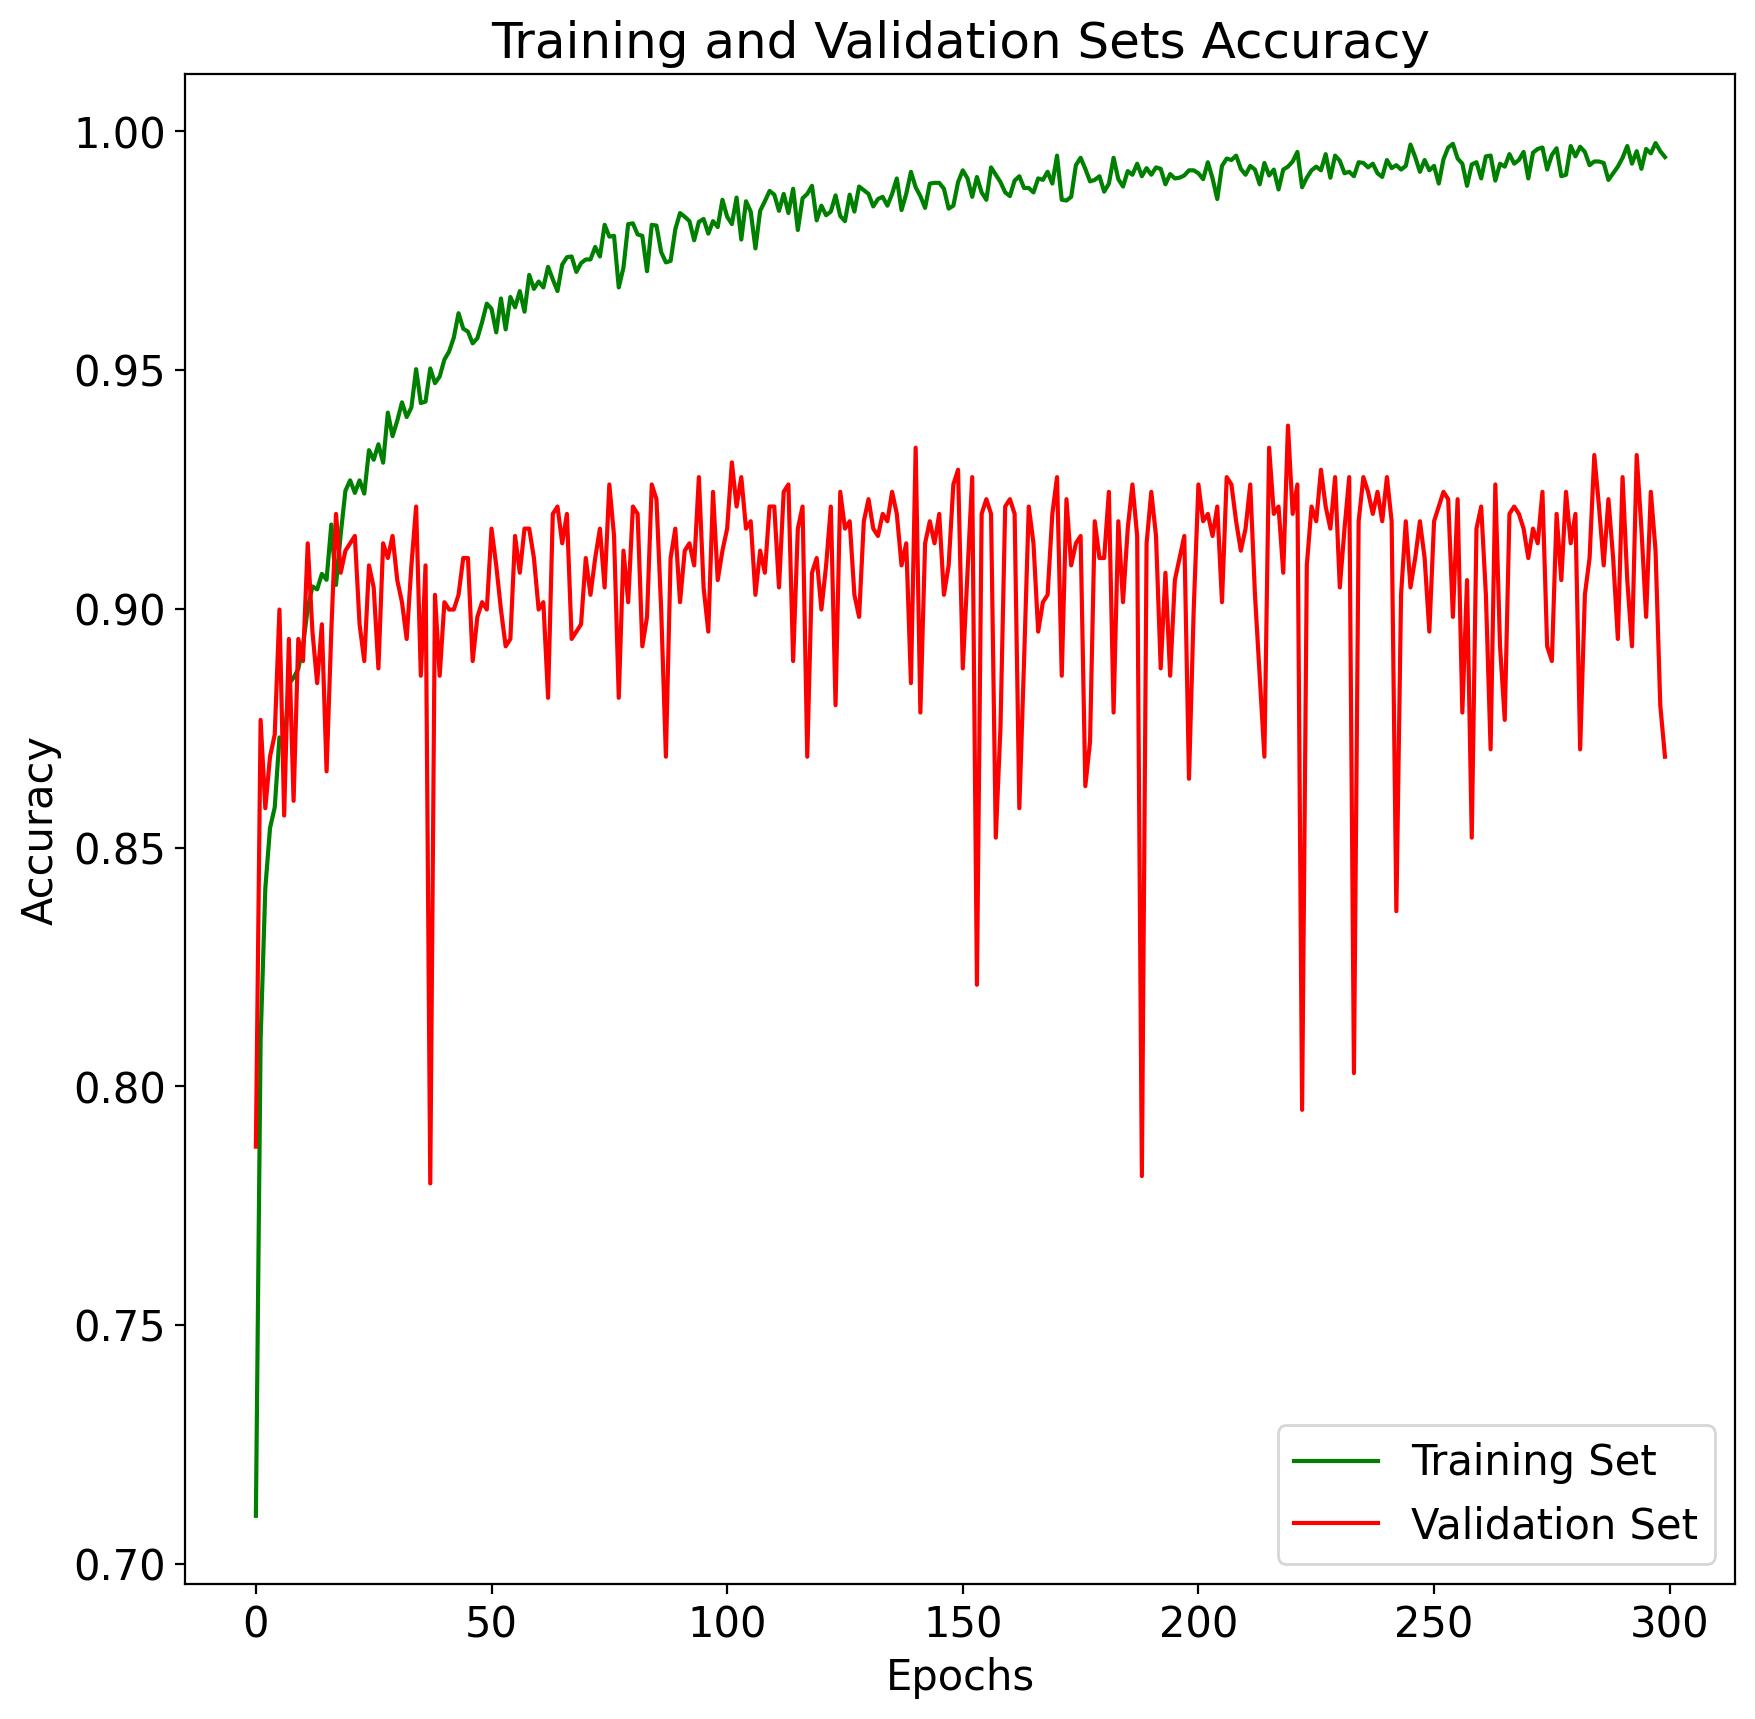 Training and Validation Sets Accuracy
1.00
0.95
0.90
0.85
0.80
0.75
0.70
Accuracy
0 50 100 150 200 250 300
Epochs
Training Set
Validation Set